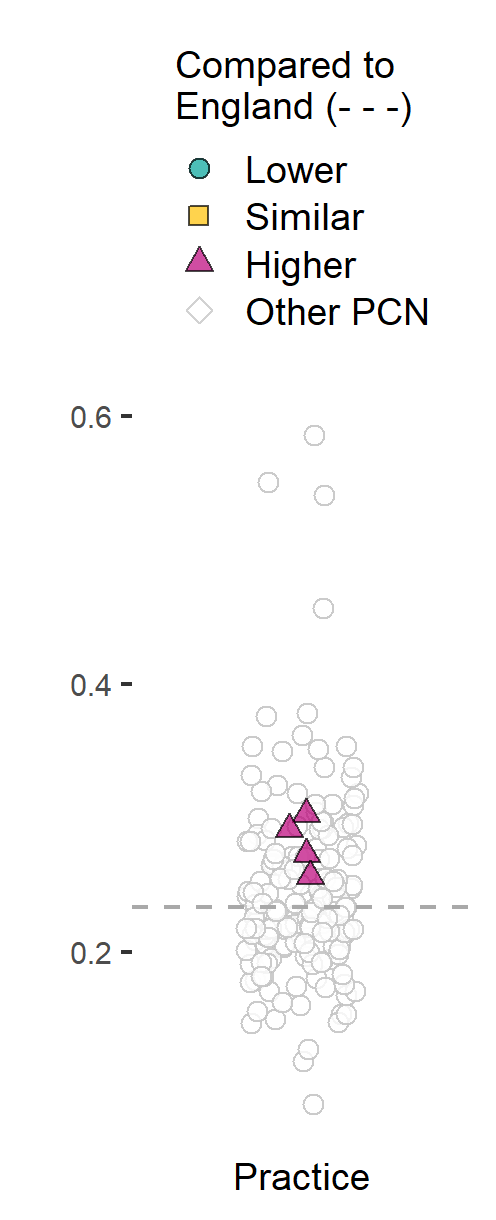 Compared to
England (- - -)
Lower
Similar
Higher
Other PCN
0.6
0.4
0.2
Practice